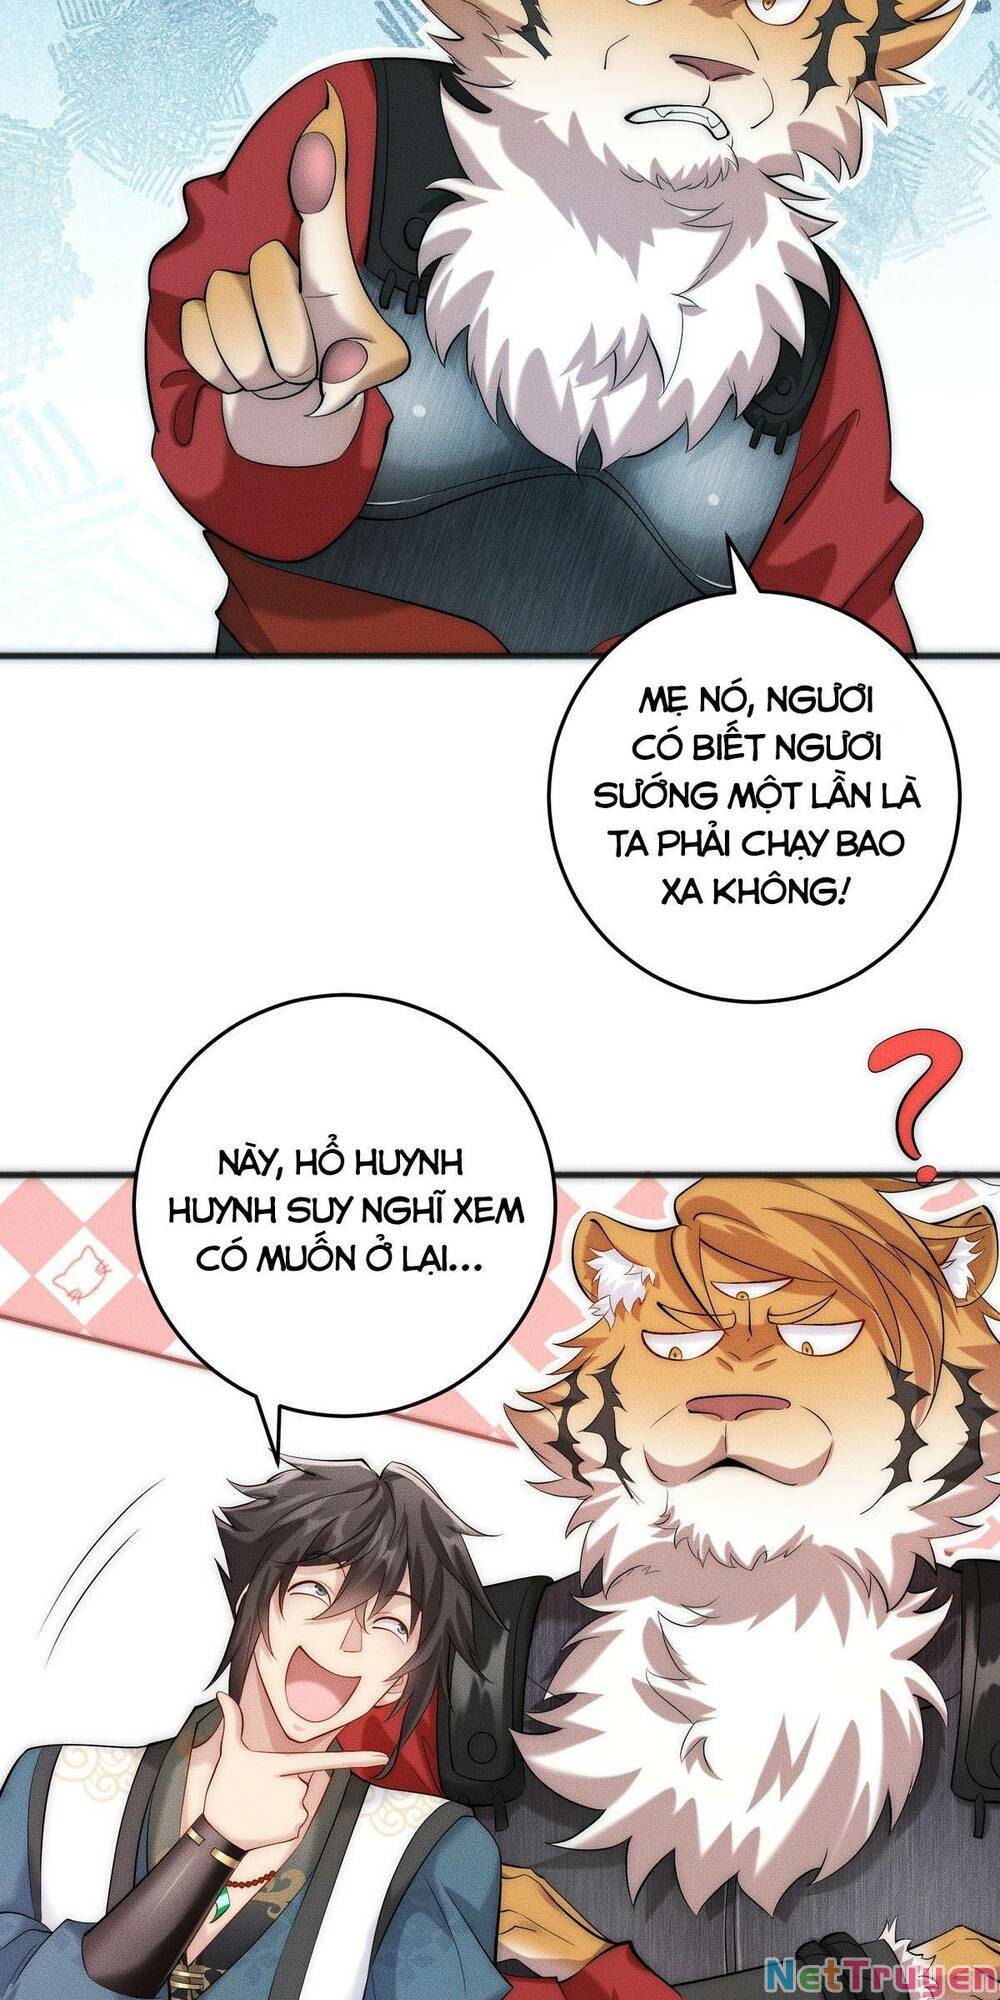 MẸ NÓ, NGƯƠI
CÓ BIẾT NGƯƠI
SƯỚNG MỘT LẦN LÀ
TA PHẢI CHẠY BAO
XA KHÔNG!
?
NÀY, HỔ HUYNH
HUYNH SUY NGHĨ XEM
CÓ MUỐN Ở LẠI...
NetTruyen